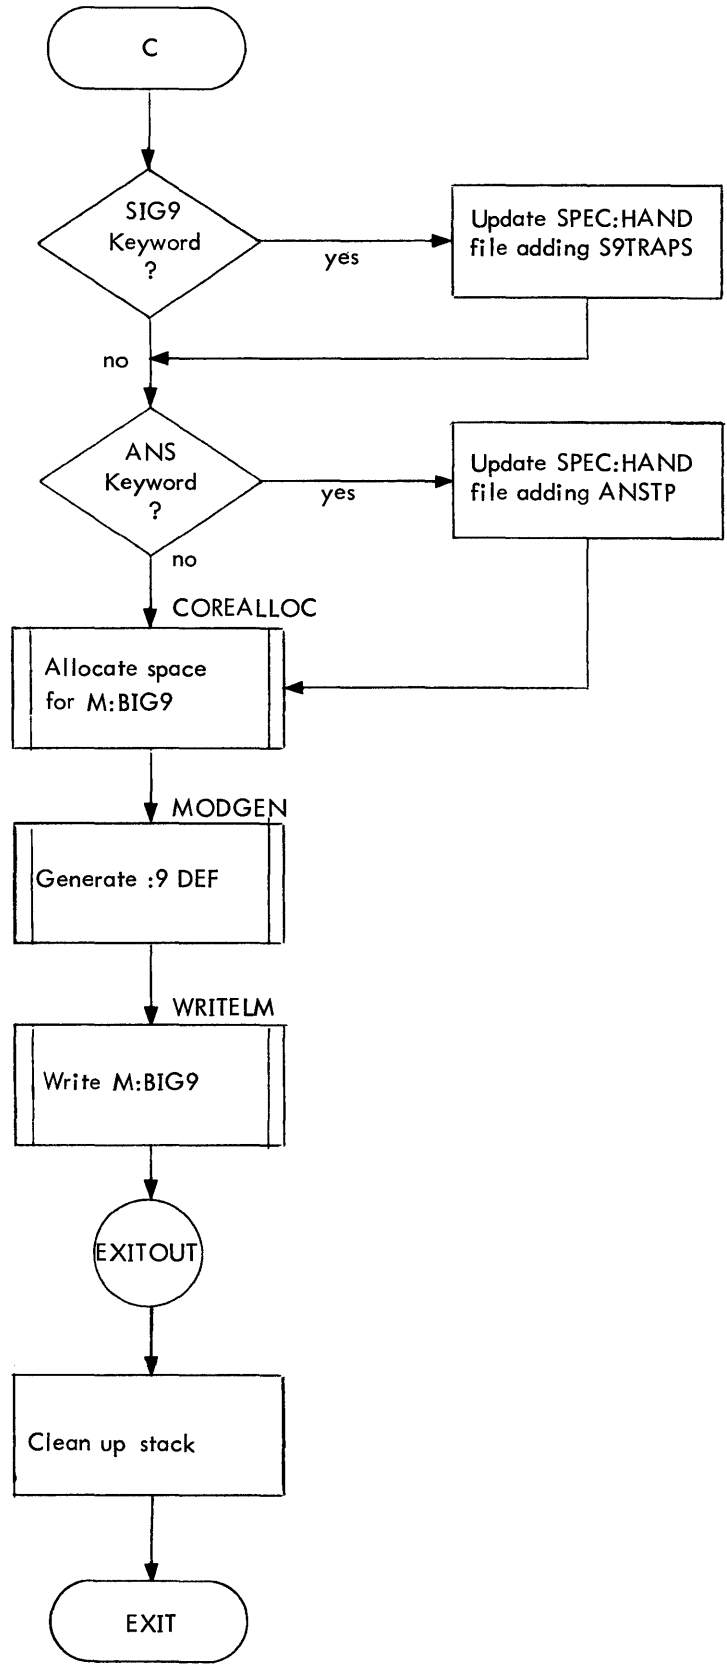 C
SIG9
Keyword
?
yes
Update SPEC:HAND
file adding S9TRAPS
no
ANS
Keyword
?
yes
Update SPEC:HAND
file adding ANSTP
no
COREALLOC
Allocate space
for M:BIG9
MODGEN
Generate :9 DEF
WRITELM
Write M:BIG9
EXITOUT
Clean up stack
EXIT